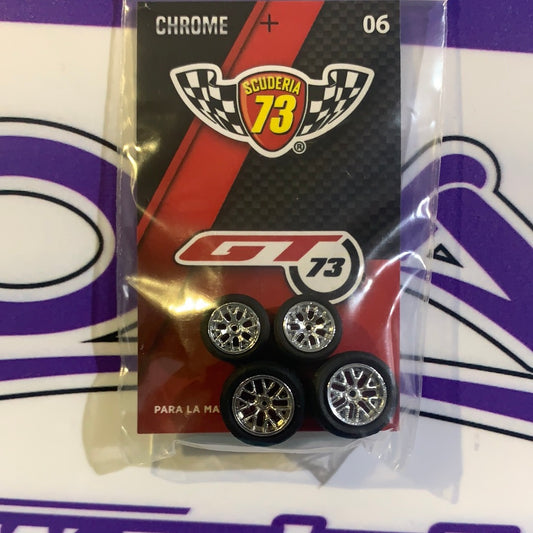 CHROME + 06
SCUDERIA
73
®
GT
73
PARA LA MA